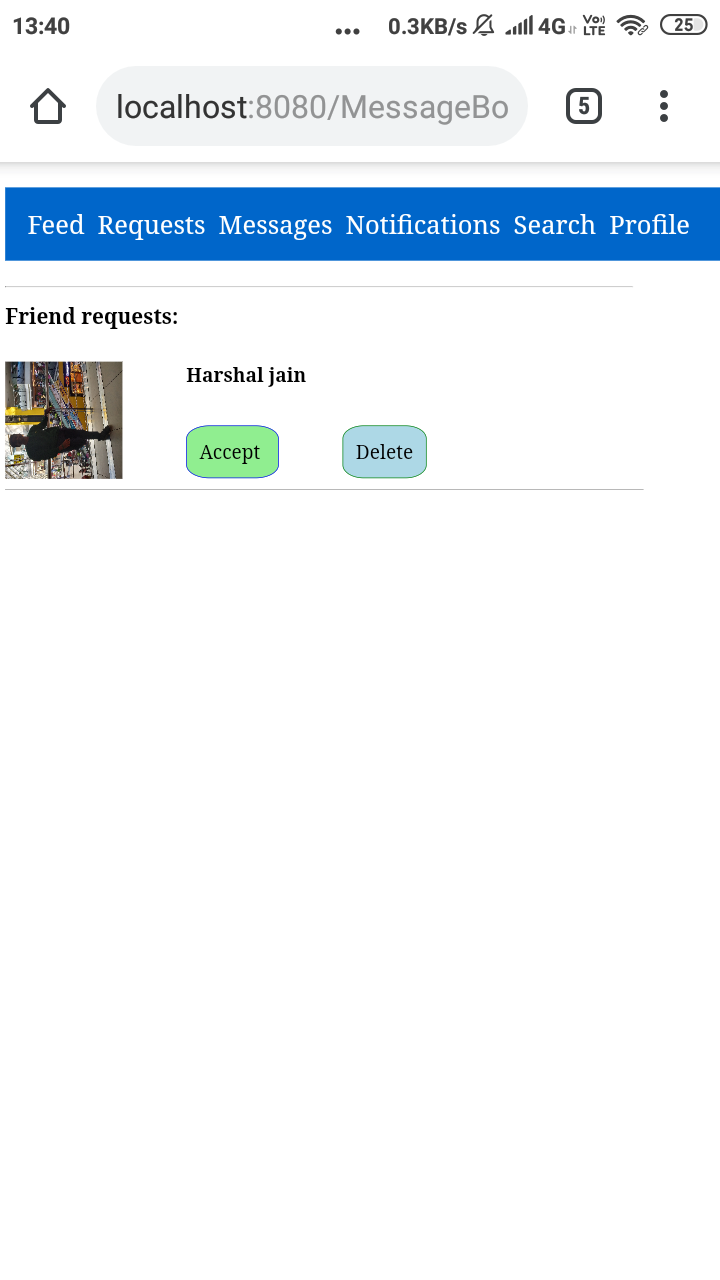 13:40 ... 0.3KB/s 4G Vo) LTE 25
localhost:8080/MessageBo 5
Feed Requests Messages Notifications Search Profile
Friend requests:
Harshal jain
Accept Delete